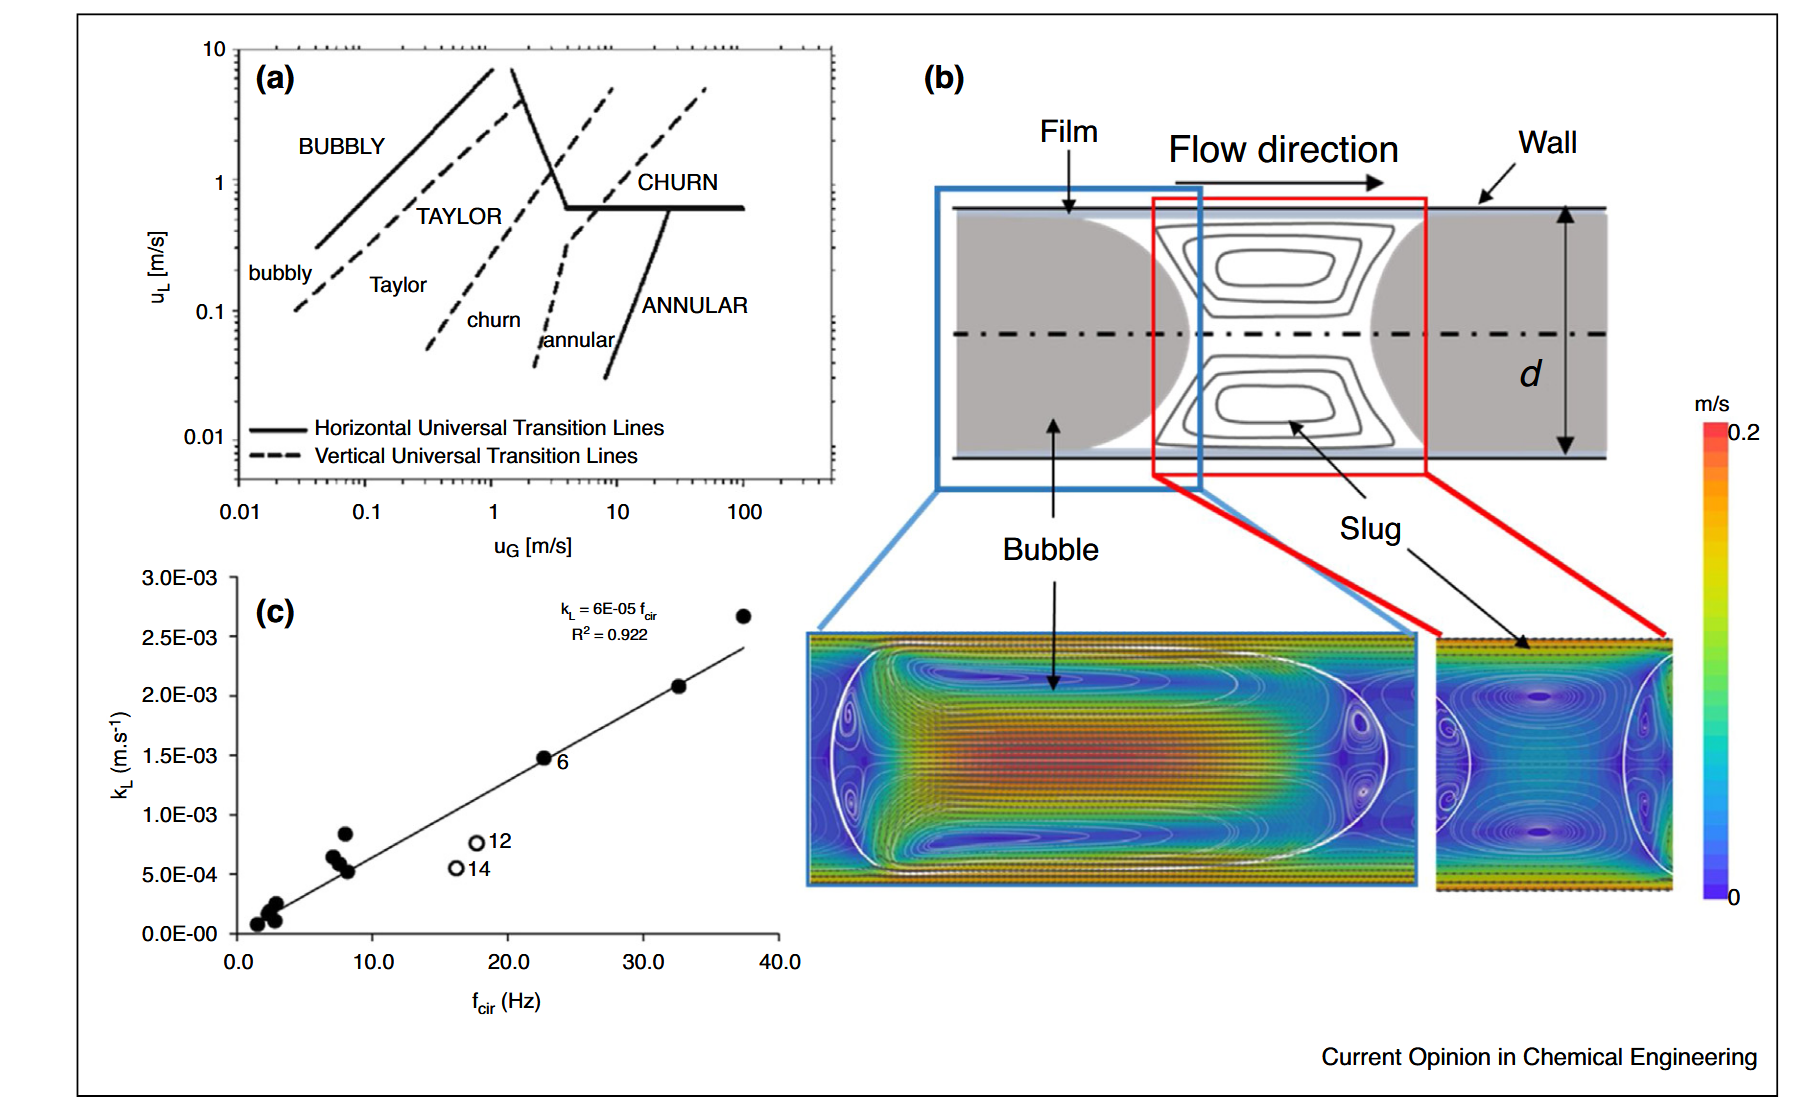 (a)
10
1
0.1
0.01
u_L [m/s]
BUBBLY
TAYLOR
CHURN
ANNULAR
bubbly
Taylor
churn
annular
Horizontal Universal Transition Lines
Vertical Universal Transition Lines
0.01 0.1 1 10 100
u_G [m/s]
(b)
Film
Flow direction
Wall
d
Bubble
Slug
m/s
0.2
0
(c)
3.0E-03
2.5E-03
2.0E-03
1.5E-03
1.0E-03
5.0E-04
0.0E-00
k_L (m.s⁻¹)
k_L = 6E-05 f_cir
R² = 0.922
6
12
14
0.0 10.0 20.0 30.0 40.0
f_cir (Hz)
Current Opinion in Chemical Engineering